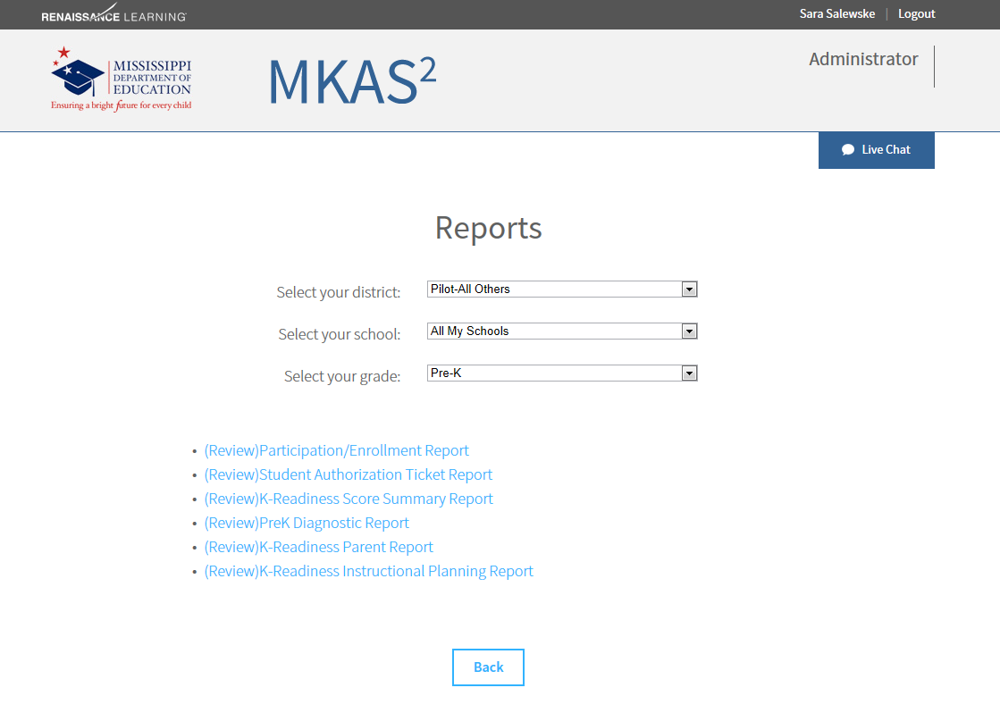 RENAISSANCE LEARNING
Sara Salewske | Logout
MISSISSIPPI
DEPARTMENT OF
EDUCATION
Ensuring a bright future for every child
MKAS²
Administrator
Live Chat
Reports
Select your district: Pilot-All Others
Select your school: All My Schools
Select your grade: Pre-K
• (Review)Participation/Enrollment Report
• (Review)Student Authorization Ticket Report
• (Review)K-Readiness Score Summary Report
• (Review)PreK Diagnostic Report
• (Review)K-Readiness Parent Report
• (Review)K-Readiness Instructional Planning Report
Back